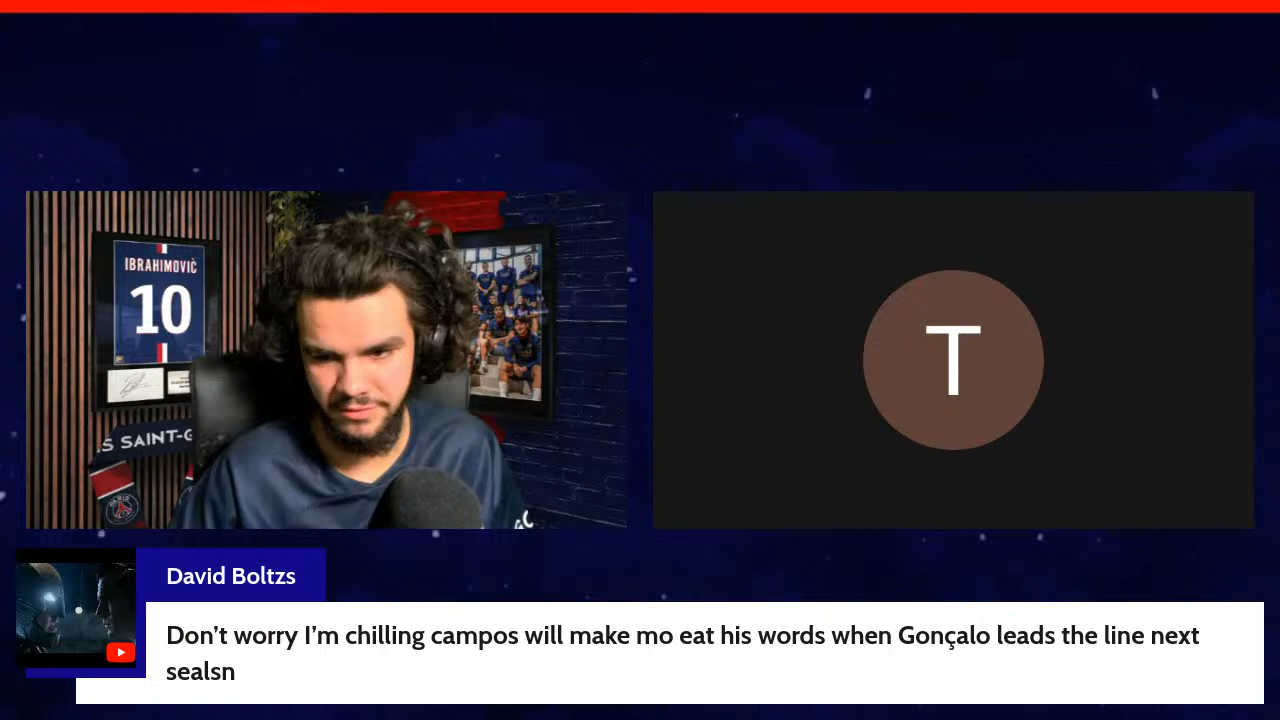 IBRAHIMOVIĆ
10
S SAINT-G
PARIS
T
David Boltzs
Don't worry I'm chilling campos will make mo eat his words when Gonçalo leads the line next
sealsn